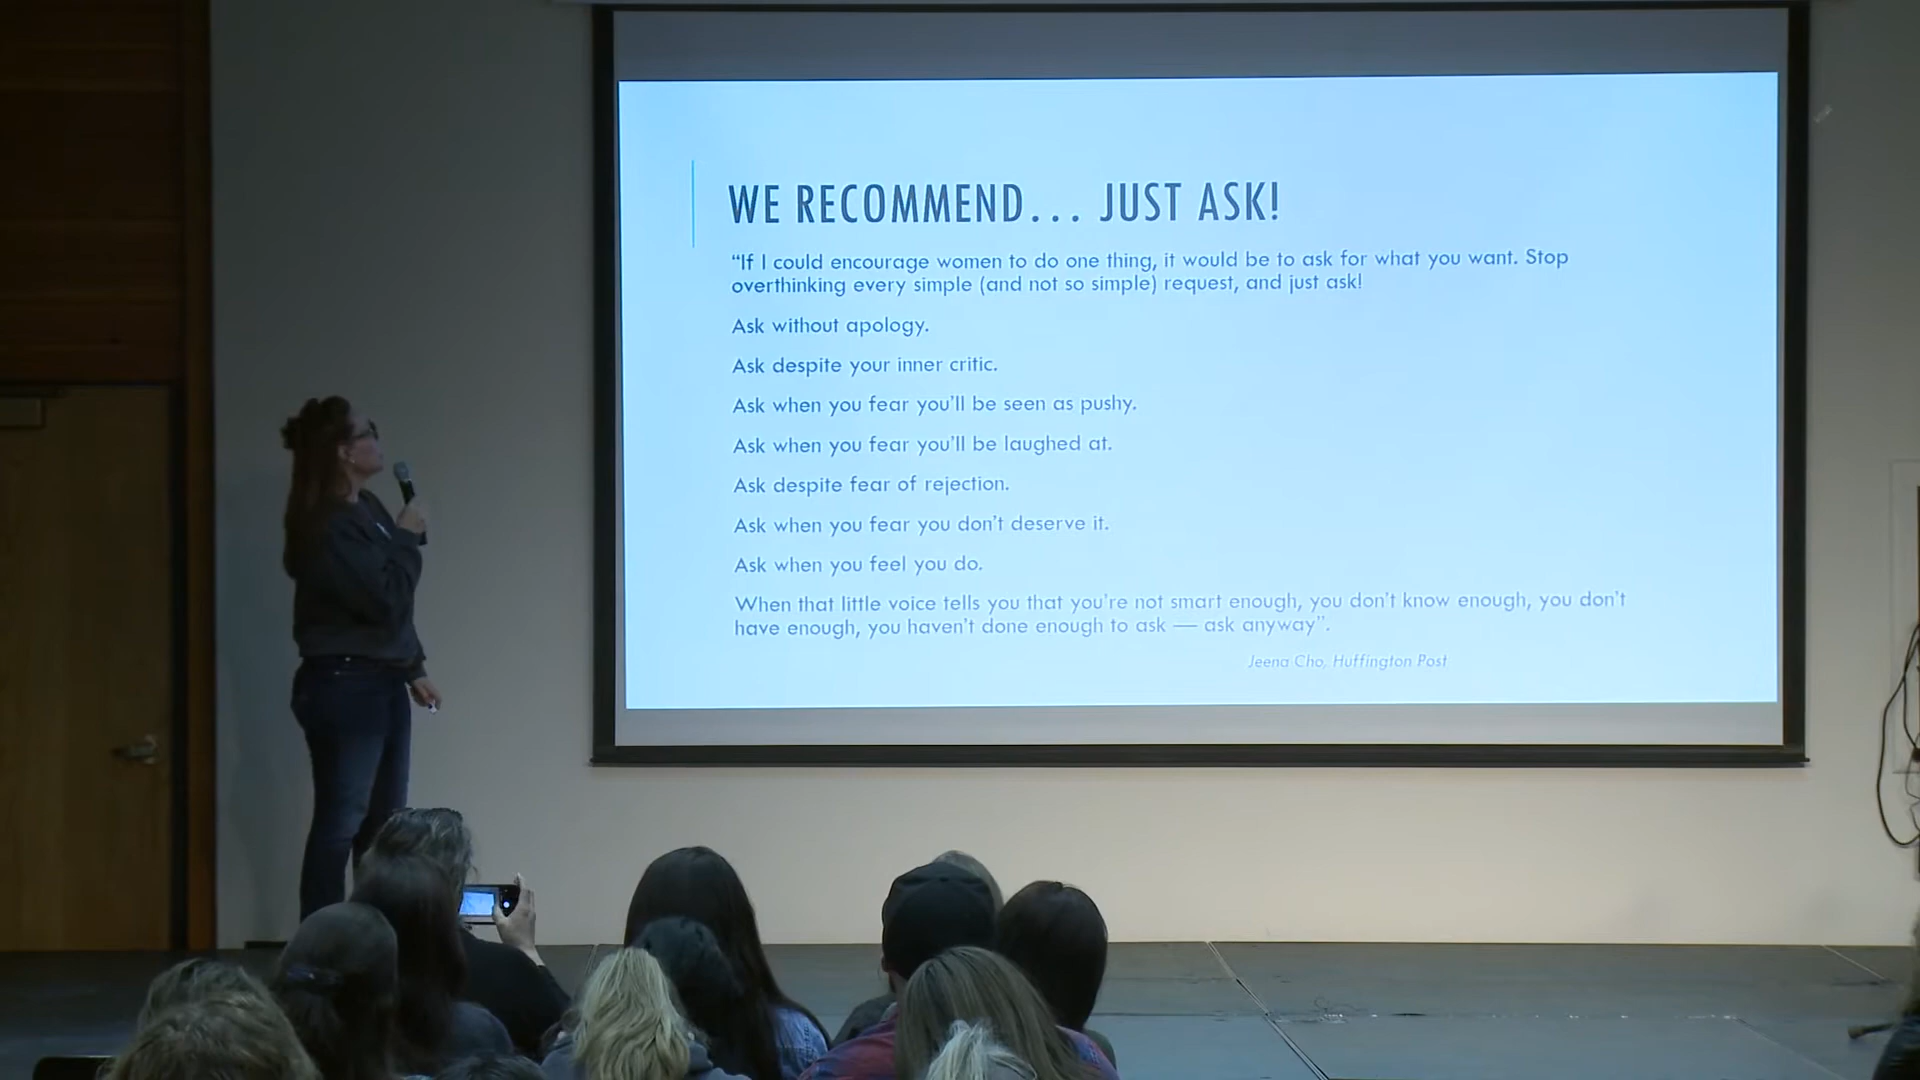 WE RECOMMEND... JUST ASK!
“If I could encourage women to do one thing, it would be to ask for what you want. Stop
overthinking every simple (and not so simple) request, and just ask!
Ask without apology.
Ask despite your inner critic.
Ask when you fear you’ll be seen as pushy.
Ask when you fear you’ll be laughed at.
Ask despite fear of rejection.
Ask when you fear you don’t deserve it.
Ask when you feel you do.
When that little voice tells you that you’re not smart enough, you don’t know enough, you don’t
have enough, you haven’t done enough to ask — ask anyway”.
Jeena Cho, Huffington Post